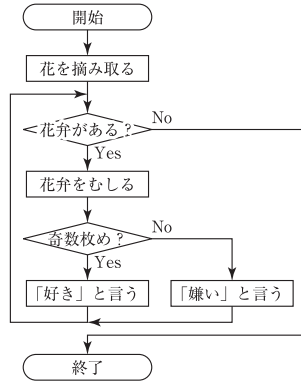 開始
花を摘み取る
花弁がある?
No
Yes
花弁をむしる
奇数枚め?
No
Yes
「好き」と言う
「嫌い」と言う
終了